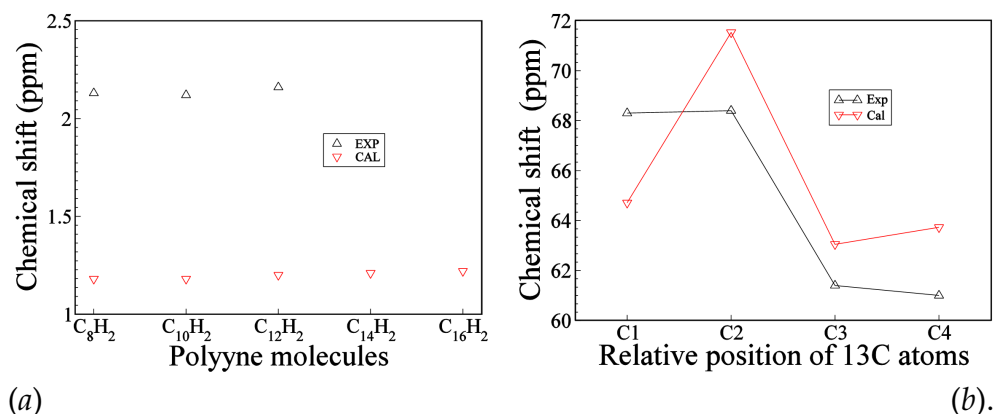 Chemical shift (ppm)
2.5
2
1.5
1
EXP
CAL
C8H2
C10H2
C12H2
C14H2
C16H2
Polyyne molecules
(a)
Chemical shift (ppm)
72
70
68
66
64
62
60
Exp
Cal
C1
C2
C3
C4
Relative position of 13C atoms
(b).